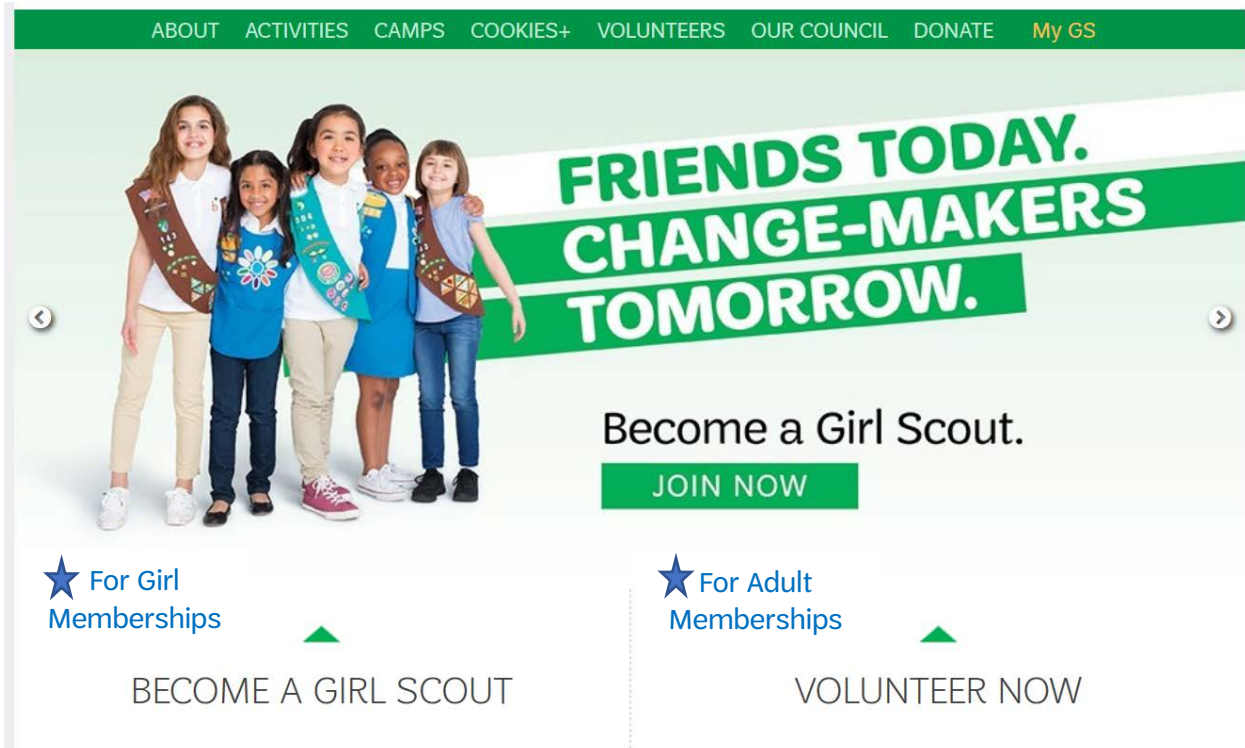 ABOUT ACTIVITIES CAMPS COOKIES+ VOLUNTEERS OUR COUNCIL DONATE My GS
FRIENDS TODAY.
CHANGE-MAKERS
TOMORROW.
Become a Girl Scout.
JOIN NOW
For Girl
Memberships
BECOME A GIRL SCOUT
For Adult
Memberships
VOLUNTEER NOW